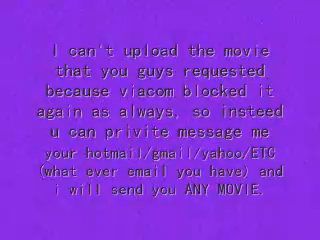 I can't upload the movie
that you guys requested
because viacom blocked it
again as always, so insteed
u can privite message me
your hotmail/gmail/yahoo/ETC
(what ever email you have) and
i will send you ANY MOVIE.